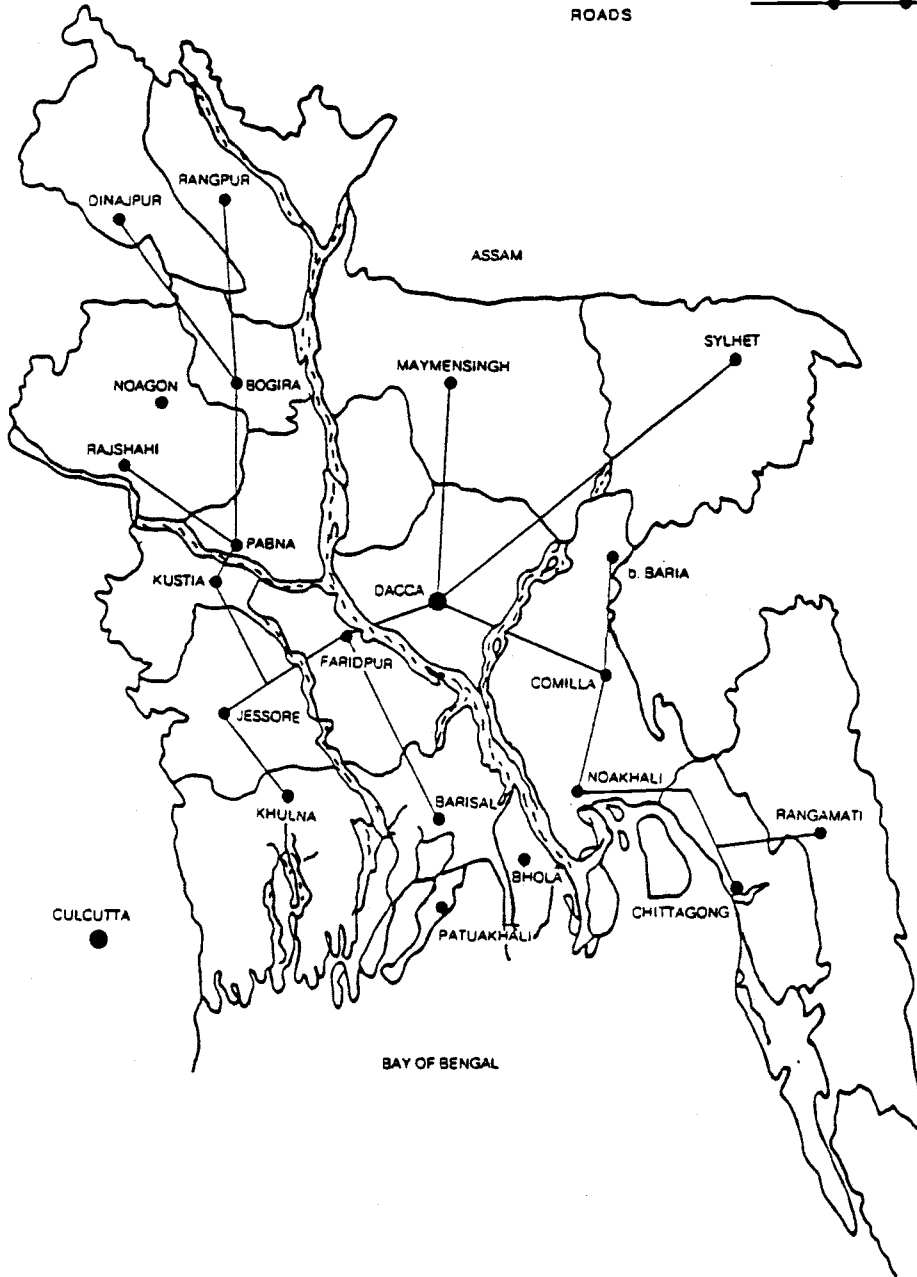 ROADS
RANGPUR
DINAJPUR
ASSAM
SYLHET
MAYMENSINGH
BOGIRA
NOAGON
RAJSHAHI
PABNA
KUSTIA
DACCA
b. BARIA
FARIDPUR
COMILLA
JESSORE
NOAKHALI
KHULNA
BARISAL
RANGAMATI
BHOLA
CHITTAGONG
CULCUTTA
PATUAKHALI
BAY OF BENGAL